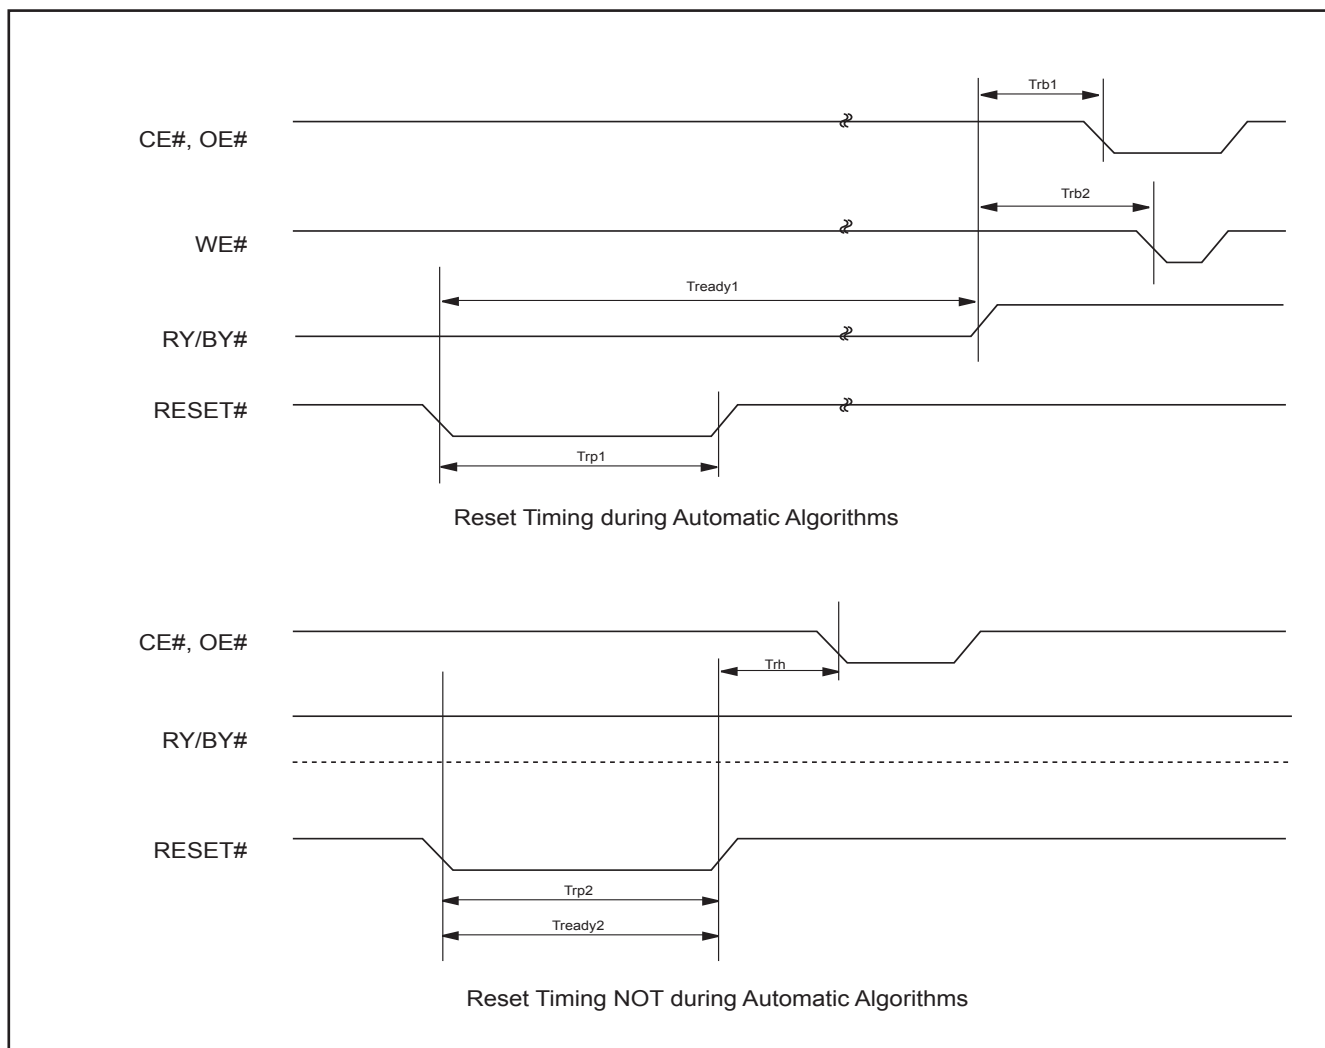 Trb1
CE#, OE#
Trb2
WE#
Tready1
RY/BY#
RESET#
Trp1
Reset Timing during Automatic Algorithms
CE#, OE#
Trh
RY/BY#
RESET#
Trp2
Tready2
Reset Timing NOT during Automatic Algorithms